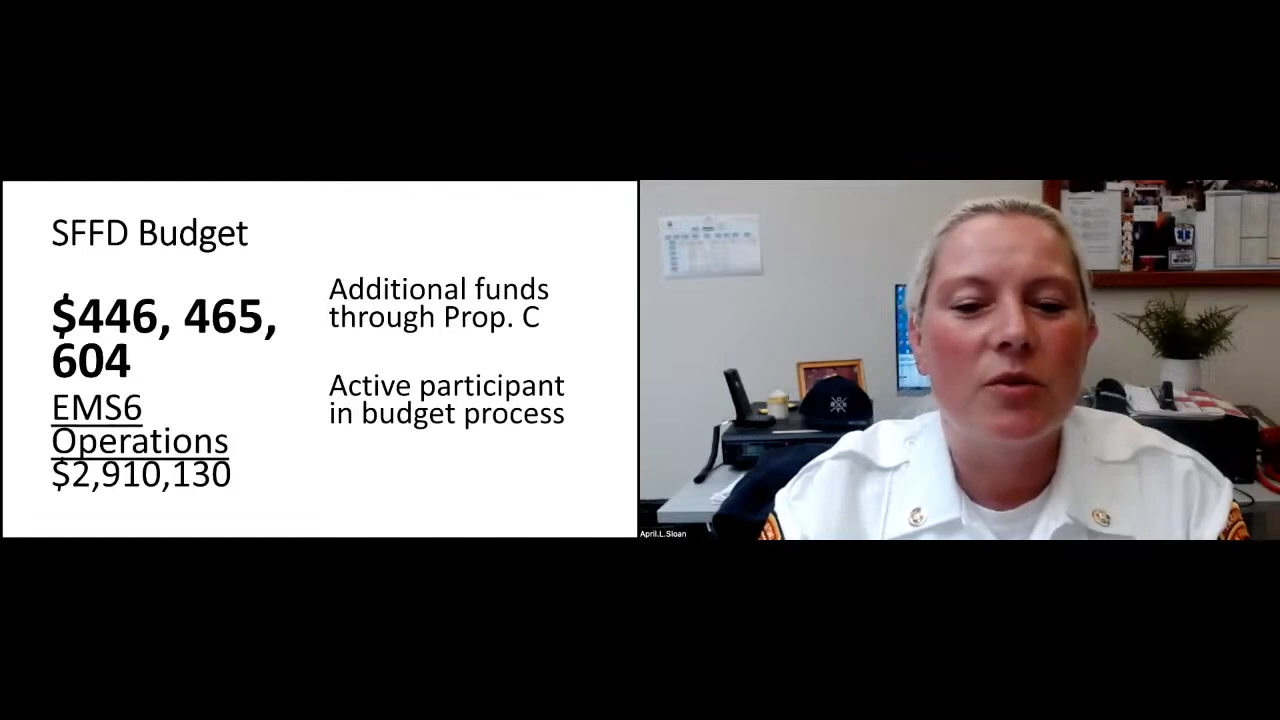 SFFD Budget
$446, 465,
604
EMS6
Operations
$2,910,130
Additional funds
through Prop. C
Active participant
in budget process
April.L.Sloan